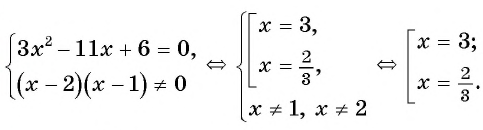 {3x² − 11x + 6 = 0, (x − 2)(x − 1) ≠ 0 ⇔ {[x = 3, x = 2/3, x ≠ 1, x ≠ 2 ⇔ [x = 3; x = 2/3.